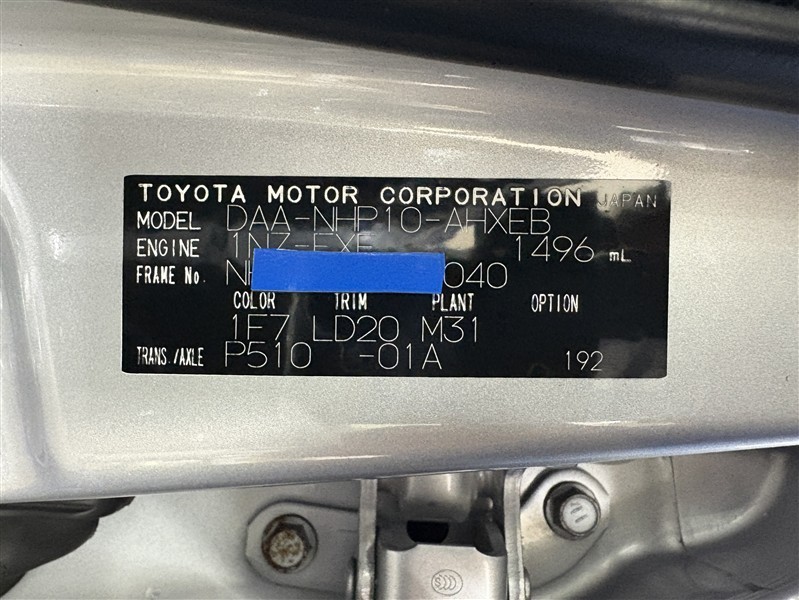 TOYOTA MOTOR CORPORATION JAPAN
MODEL DAA-NHP10-AHXEB
ENGINE 1NZ-FXE 1496 mL
FRAME No. 040
COLOR TRIM PLANT OPTION
1F7 LD20 M31
TRANS./AXLE P510 -01A 192